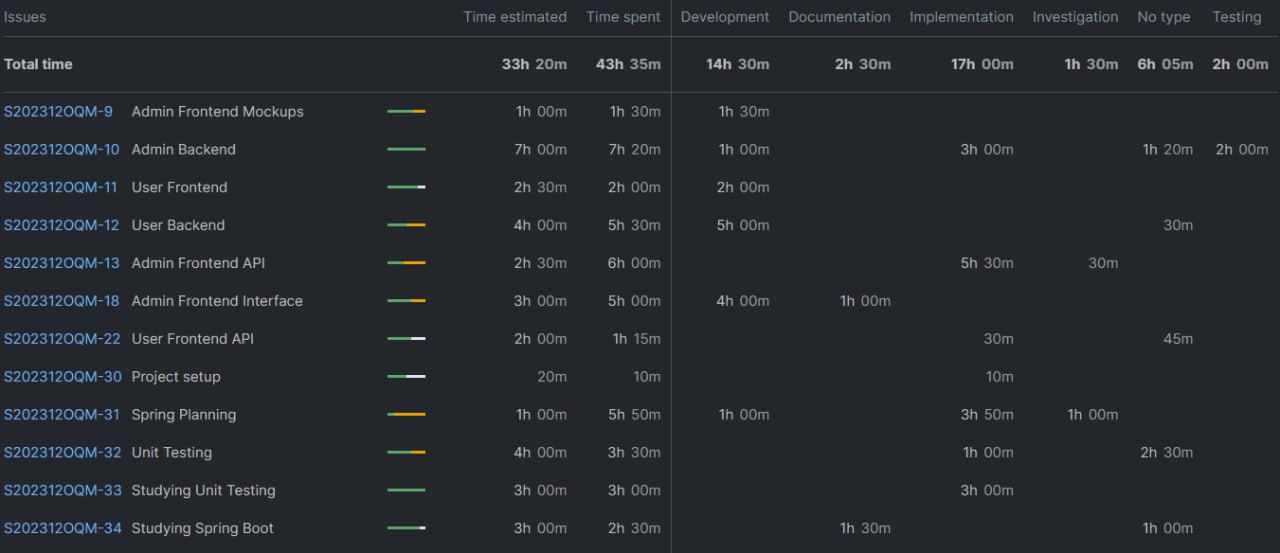 Issues Time estimated Time spent Development Documentation Implementation Investigation No type Testing
Total time 33h 20m 43h 35m 14h 30m 2h 30m 17h 00m 1h 30m 6h 05m 2h 00m
S202312OQM-9 Admin Frontend Mockups 1h 00m 1h 30m 1h 30m
S202312OQM-10 Admin Backend 7h 00m 7h 20m 1h 00m 3h 00m 1h 20m 2h 00m
S202312OQM-11 User Frontend 2h 30m 2h 00m 2h 00m
S202312OQM-12 User Backend 4h 00m 5h 30m 5h 00m 30m
S202312OQM-13 Admin Frontend API 2h 30m 6h 00m 5h 30m 30m
S202312OQM-18 Admin Frontend Interface 3h 00m 5h 00m 4h 00m 1h 00m
S202312OQM-22 User Frontend API 2h 00m 1h 15m 30m 45m
S202312OQM-30 Project setup 20m 10m 10m
S202312OQM-31 Spring Planning 1h 00m 5h 50m 1h 00m 3h 50m 1h 00m
S202312OQM-32 Unit Testing 4h 00m 3h 30m 1h 00m 2h 30m
S202312OQM-33 Studying Unit Testing 3h 00m 3h 00m 3h 00m
S202312OQM-34 Studying Spring Boot 3h 00m 2h 30m 1h 30m 1h 00m